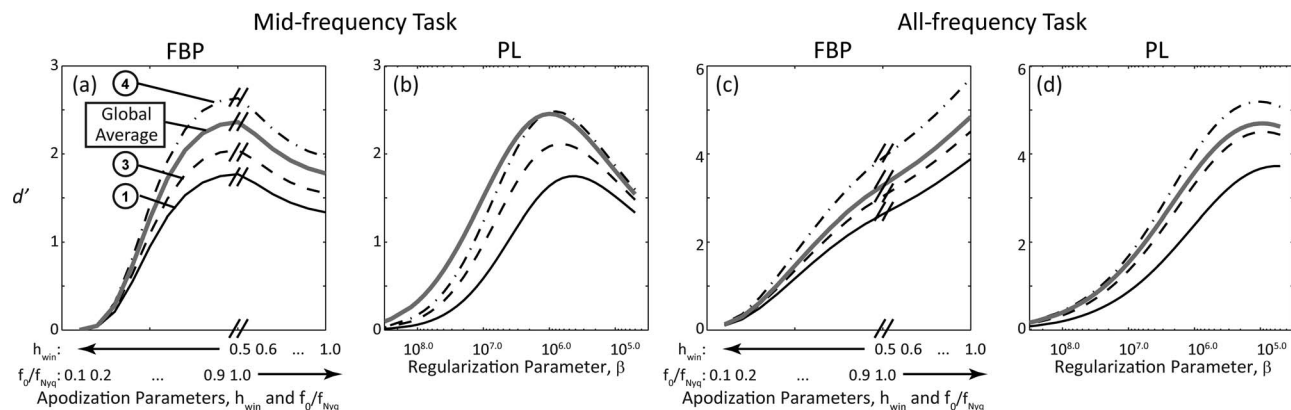 Mid-frequency Task
All-frequency Task
FBP
PL
FBP
PL
(a)
(b)
(c)
(d)
4
Global
Average
3
1
d'
3
2
1
0
3
2
1
0
6
4
2
0
6
4
2
0
h_win: 0.5 0.6 ... 1.0
f_0/f_Nyq: 0.1 0.2 ... 0.9 1.0
Apodization Parameters, h_win and f_0/f_Nyq
10^8.0 10^7.0 10^6.0 10^5.0
Regularization Parameter, β
h_win: 0.5 0.6 ... 1.0
f_0/f_Nyq: 0.1 0.2 ... 0.9 1.0
Apodization Parameters, h_win and f_0/f_Nyq
10^8.0 10^7.0 10^6.0 10^5.0
Regularization Parameter, β